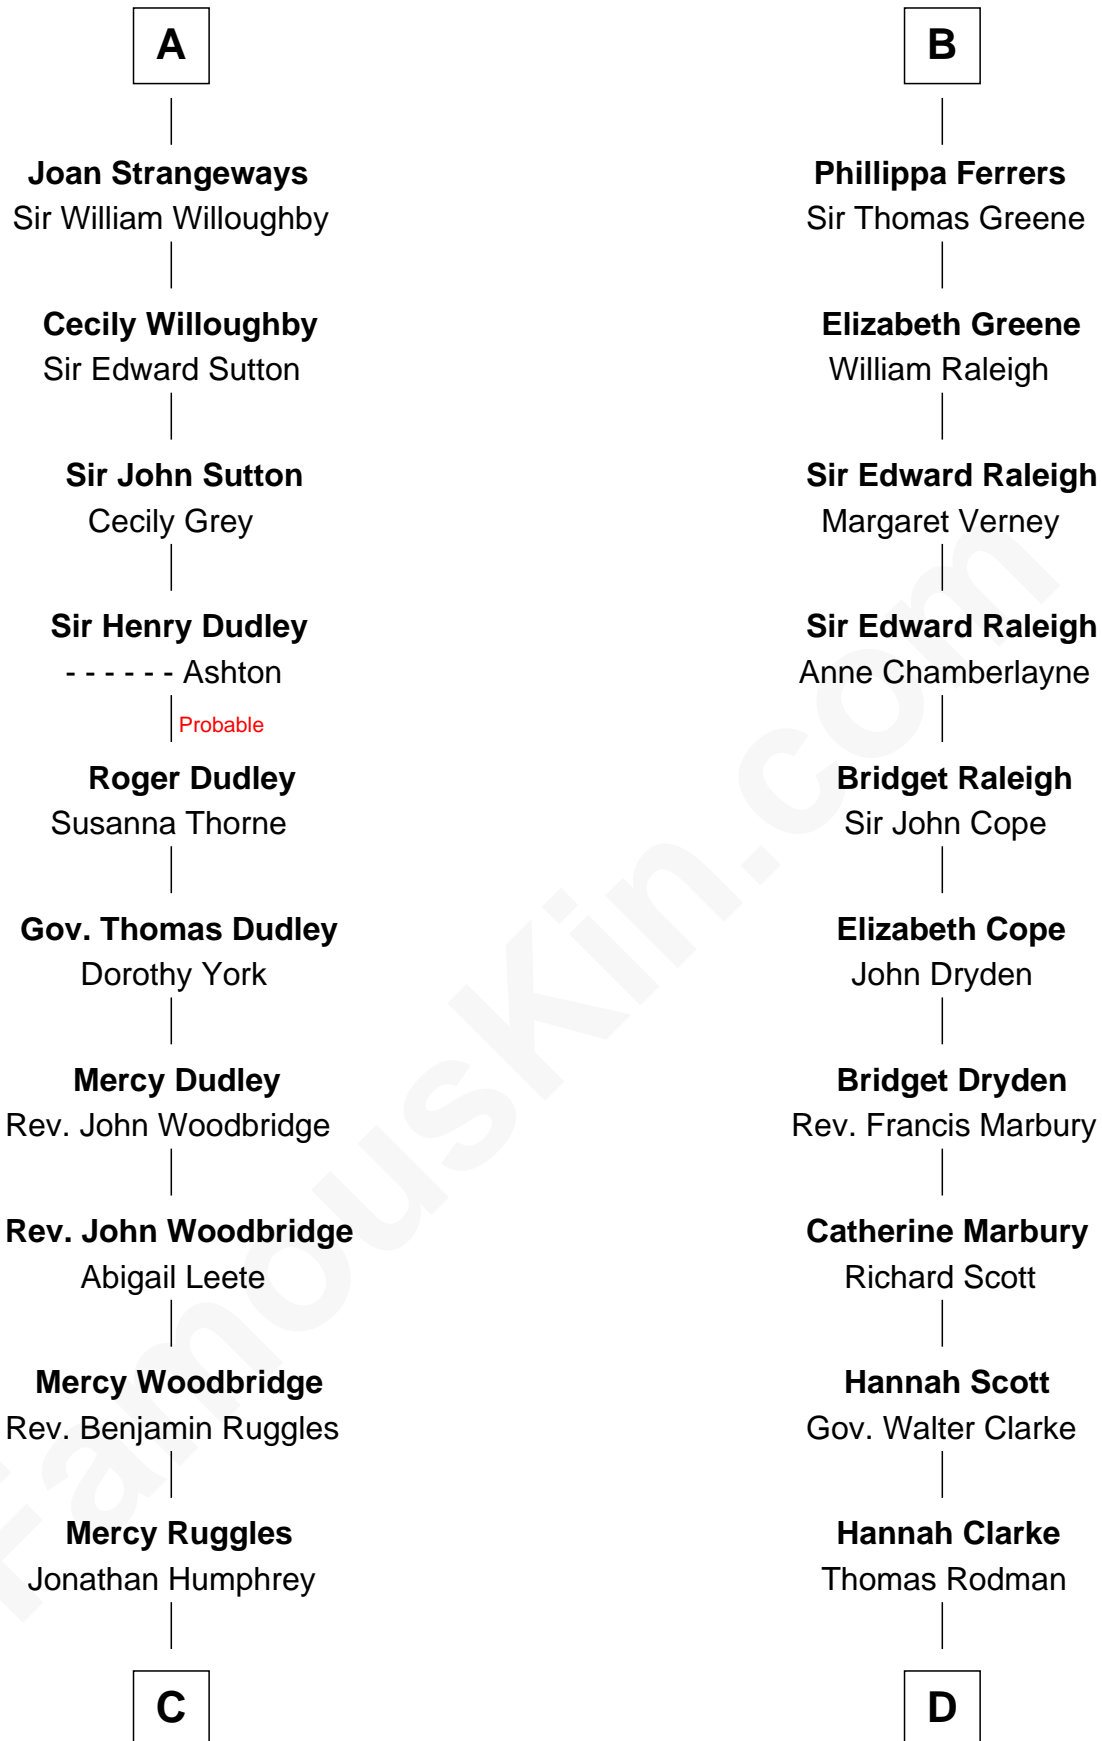 A
Joan Strangeways
Sir William Willoughby
Cecily Willoughby
Sir Edward Sutton
Sir John Sutton
Cecily Grey
Sir Henry Dudley
- - - - - - Ashton
Probable
Roger Dudley
Susanna Thorne
Gov. Thomas Dudley
Dorothy York
Mercy Dudley
Rev. John Woodbridge
Rev. John Woodbridge
Abigail Leete
Mercy Woodbridge
Rev. Benjamin Ruggles
Mercy Ruggles
Jonathan Humphrey
C
B
Phillippa Ferrers
Sir Thomas Greene
Elizabeth Greene
William Raleigh
Sir Edward Raleigh
Margaret Verney
Sir Edward Raleigh
Anne Chamberlayne
Bridget Raleigh
Sir John Cope
Elizabeth Cope
John Dryden
Bridget Dryden
Rev. Francis Marbury
Catherine Marbury
Richard Scott
Hannah Scott
Gov. Walter Clarke
Hannah Clarke
Thomas Rodman
D
FamousKin.com